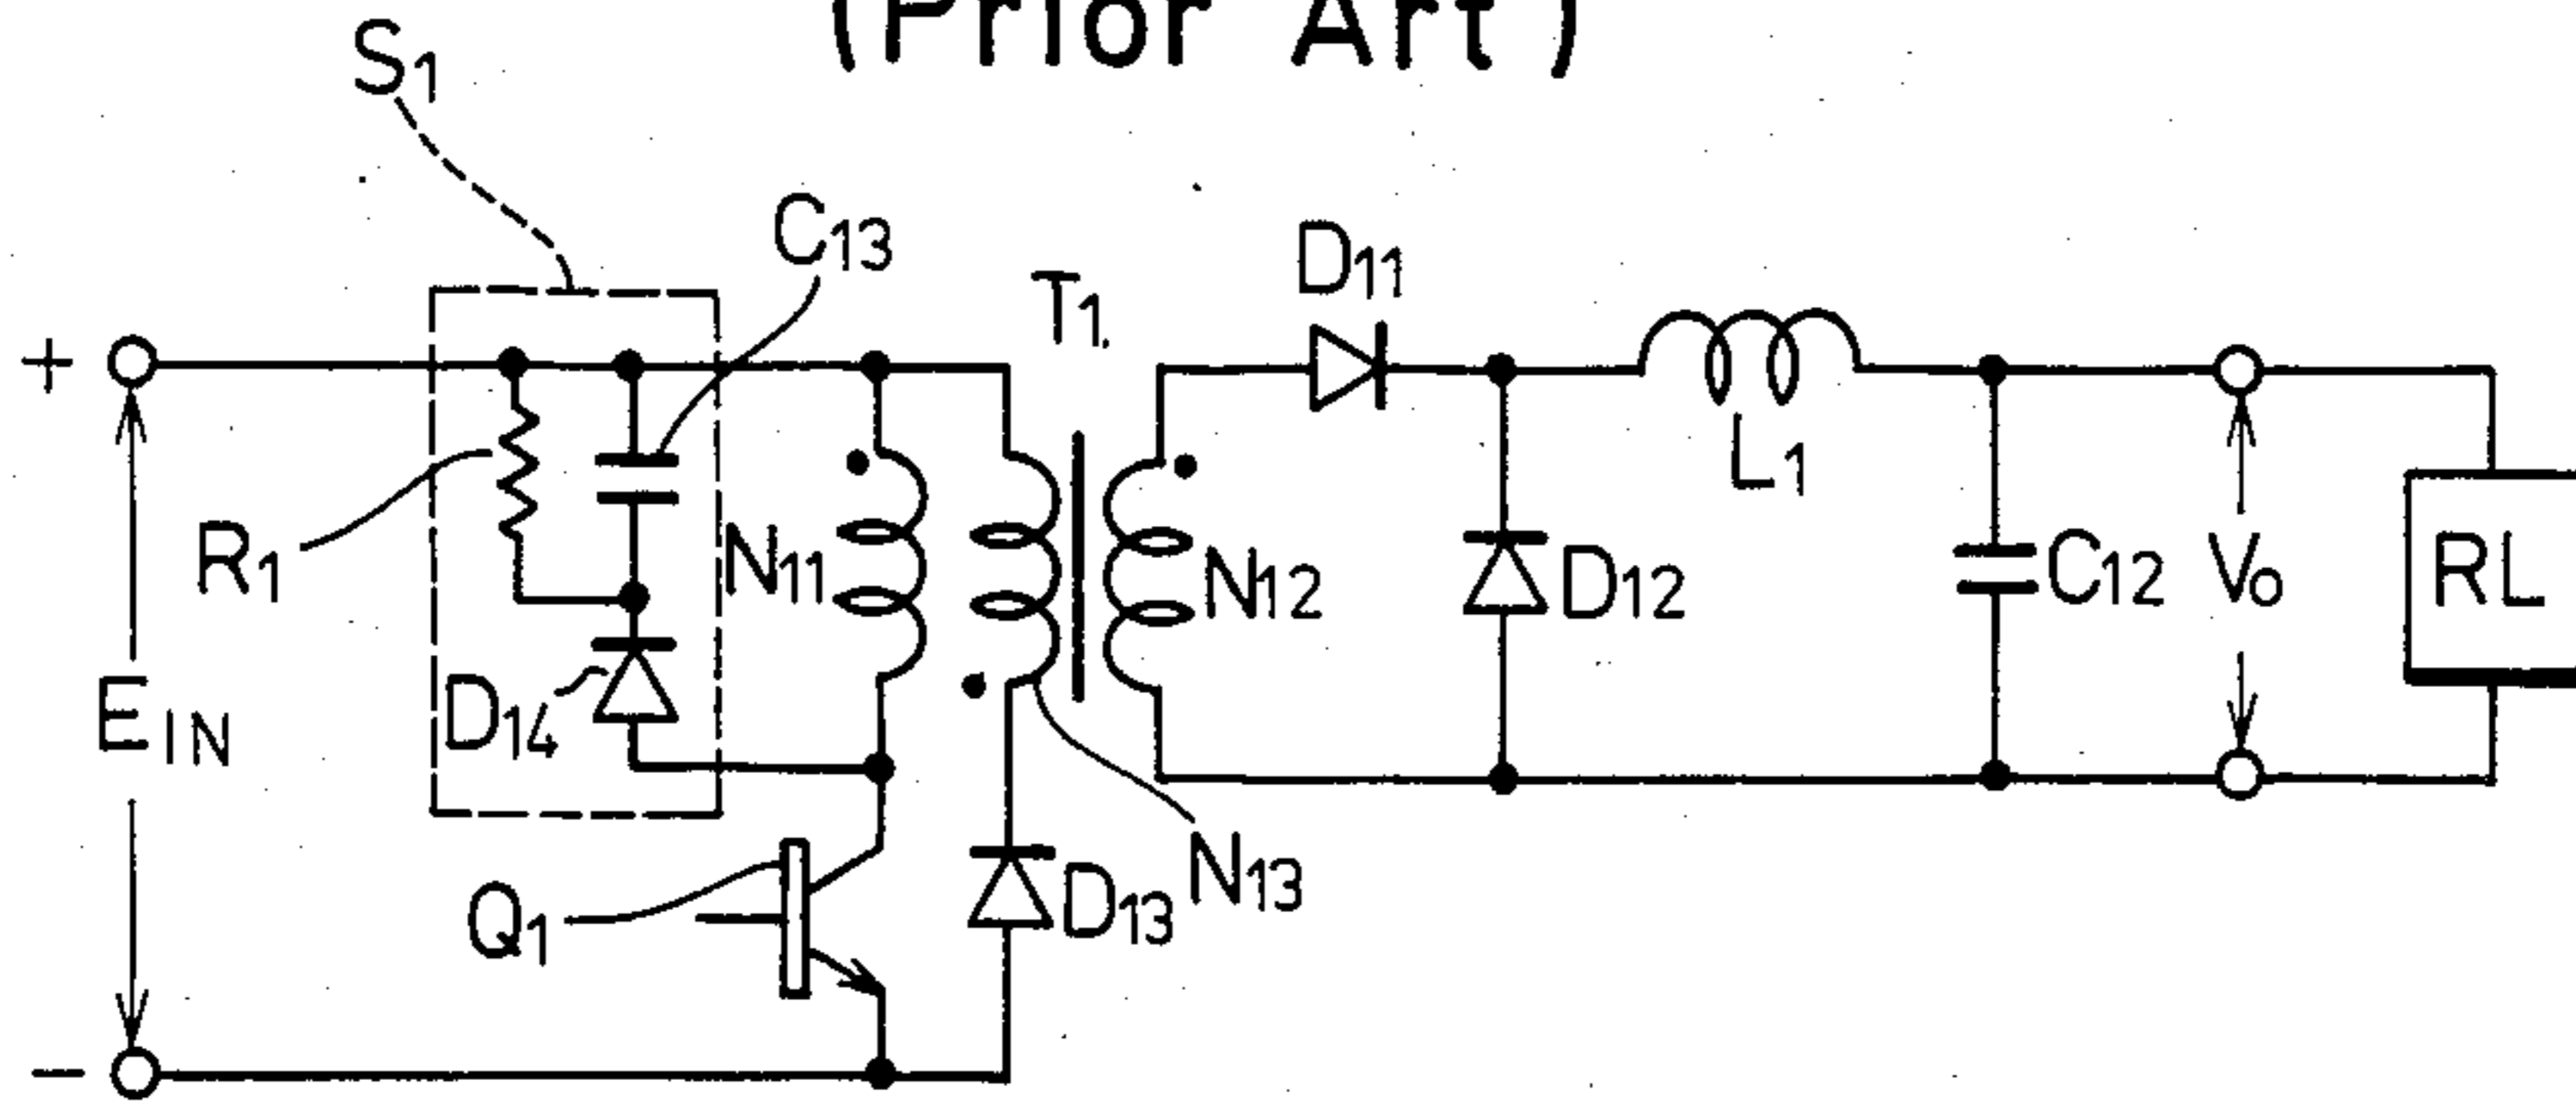 (Prior Art)
S1
C13
D11
T1.
+
L1
R1
N11
N12
D12
C12
Vo
RL
EIN
D14
N13
Q1
D13
−